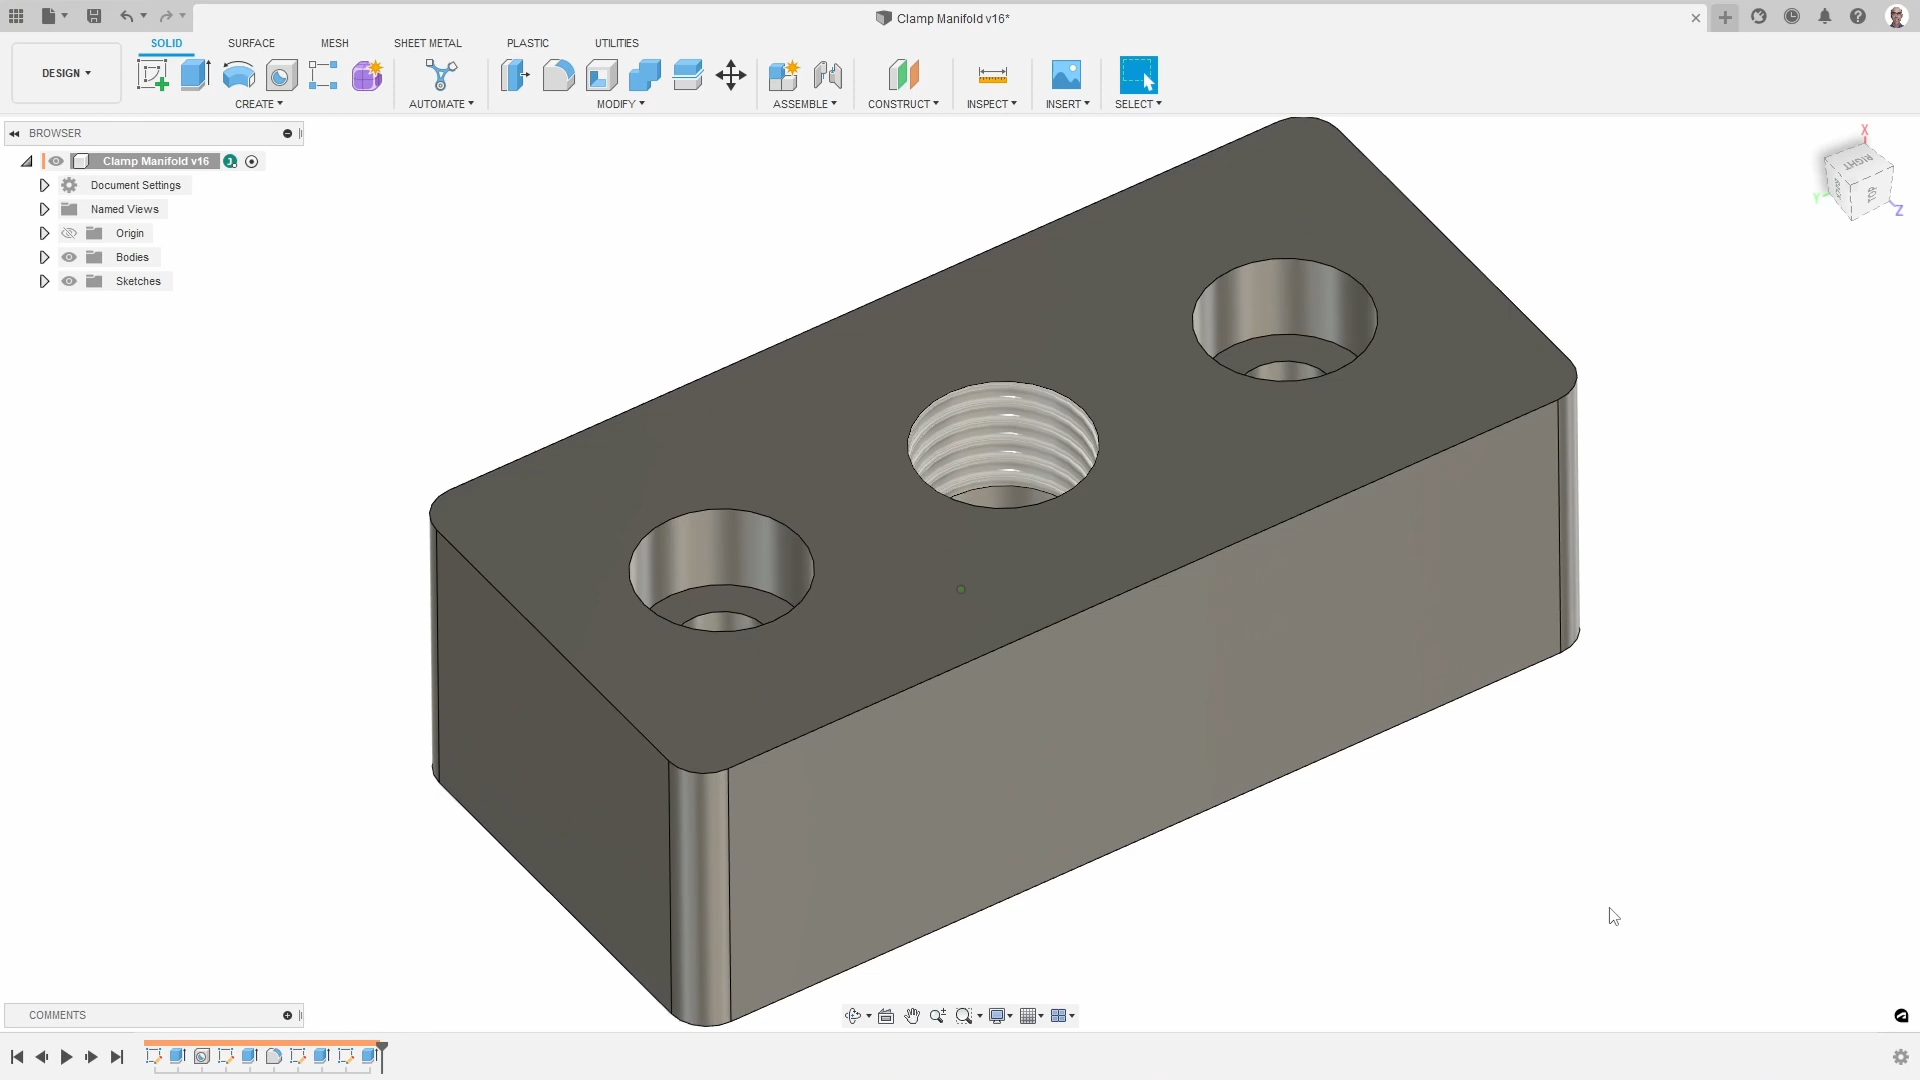 Clamp Manifold v16*
SOLID SURFACE MESH SHEET METAL PLASTIC UTILITIES
DESIGN
CREATE AUTOMATE MODIFY ASSEMBLE CONSTRUCT INSPECT INSERT SELECT
BROWSER
Clamp Manifold v16
Document Settings
Named Views
Origin
Bodies
Sketches
X
RIGHT
TOP
Y
Z
COMMENTS